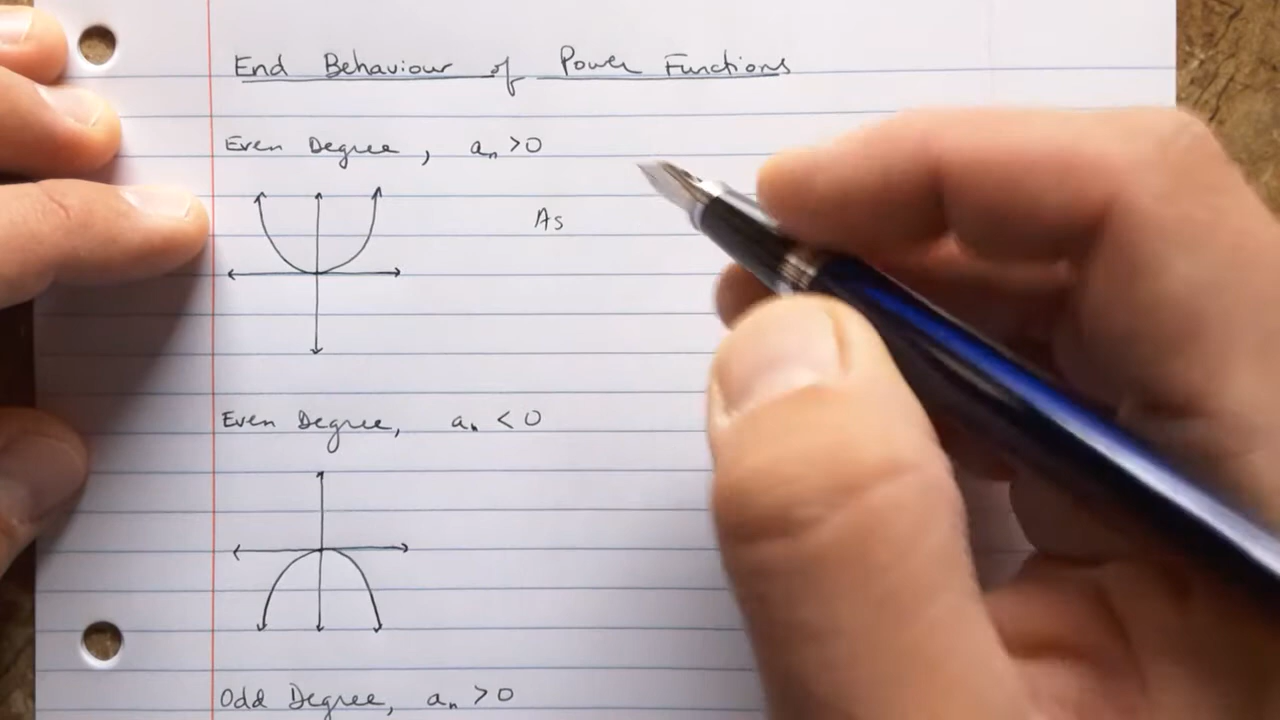 End Behaviour of Power Functions
Even Degree, aₙ >0
As
Even Degree, aₙ < 0
Odd Degree, aₙ >0